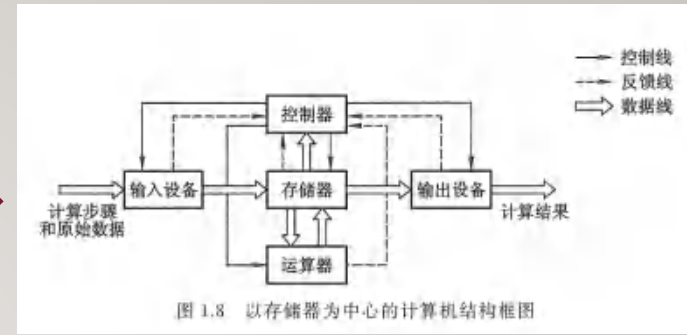 控制线
反馈线
数据线
控制器
输入设备
存储器
输出设备
计算步骤
和原始数据
计算结果
运算器
图 1.8 以存储器为中心的计算机结构框图